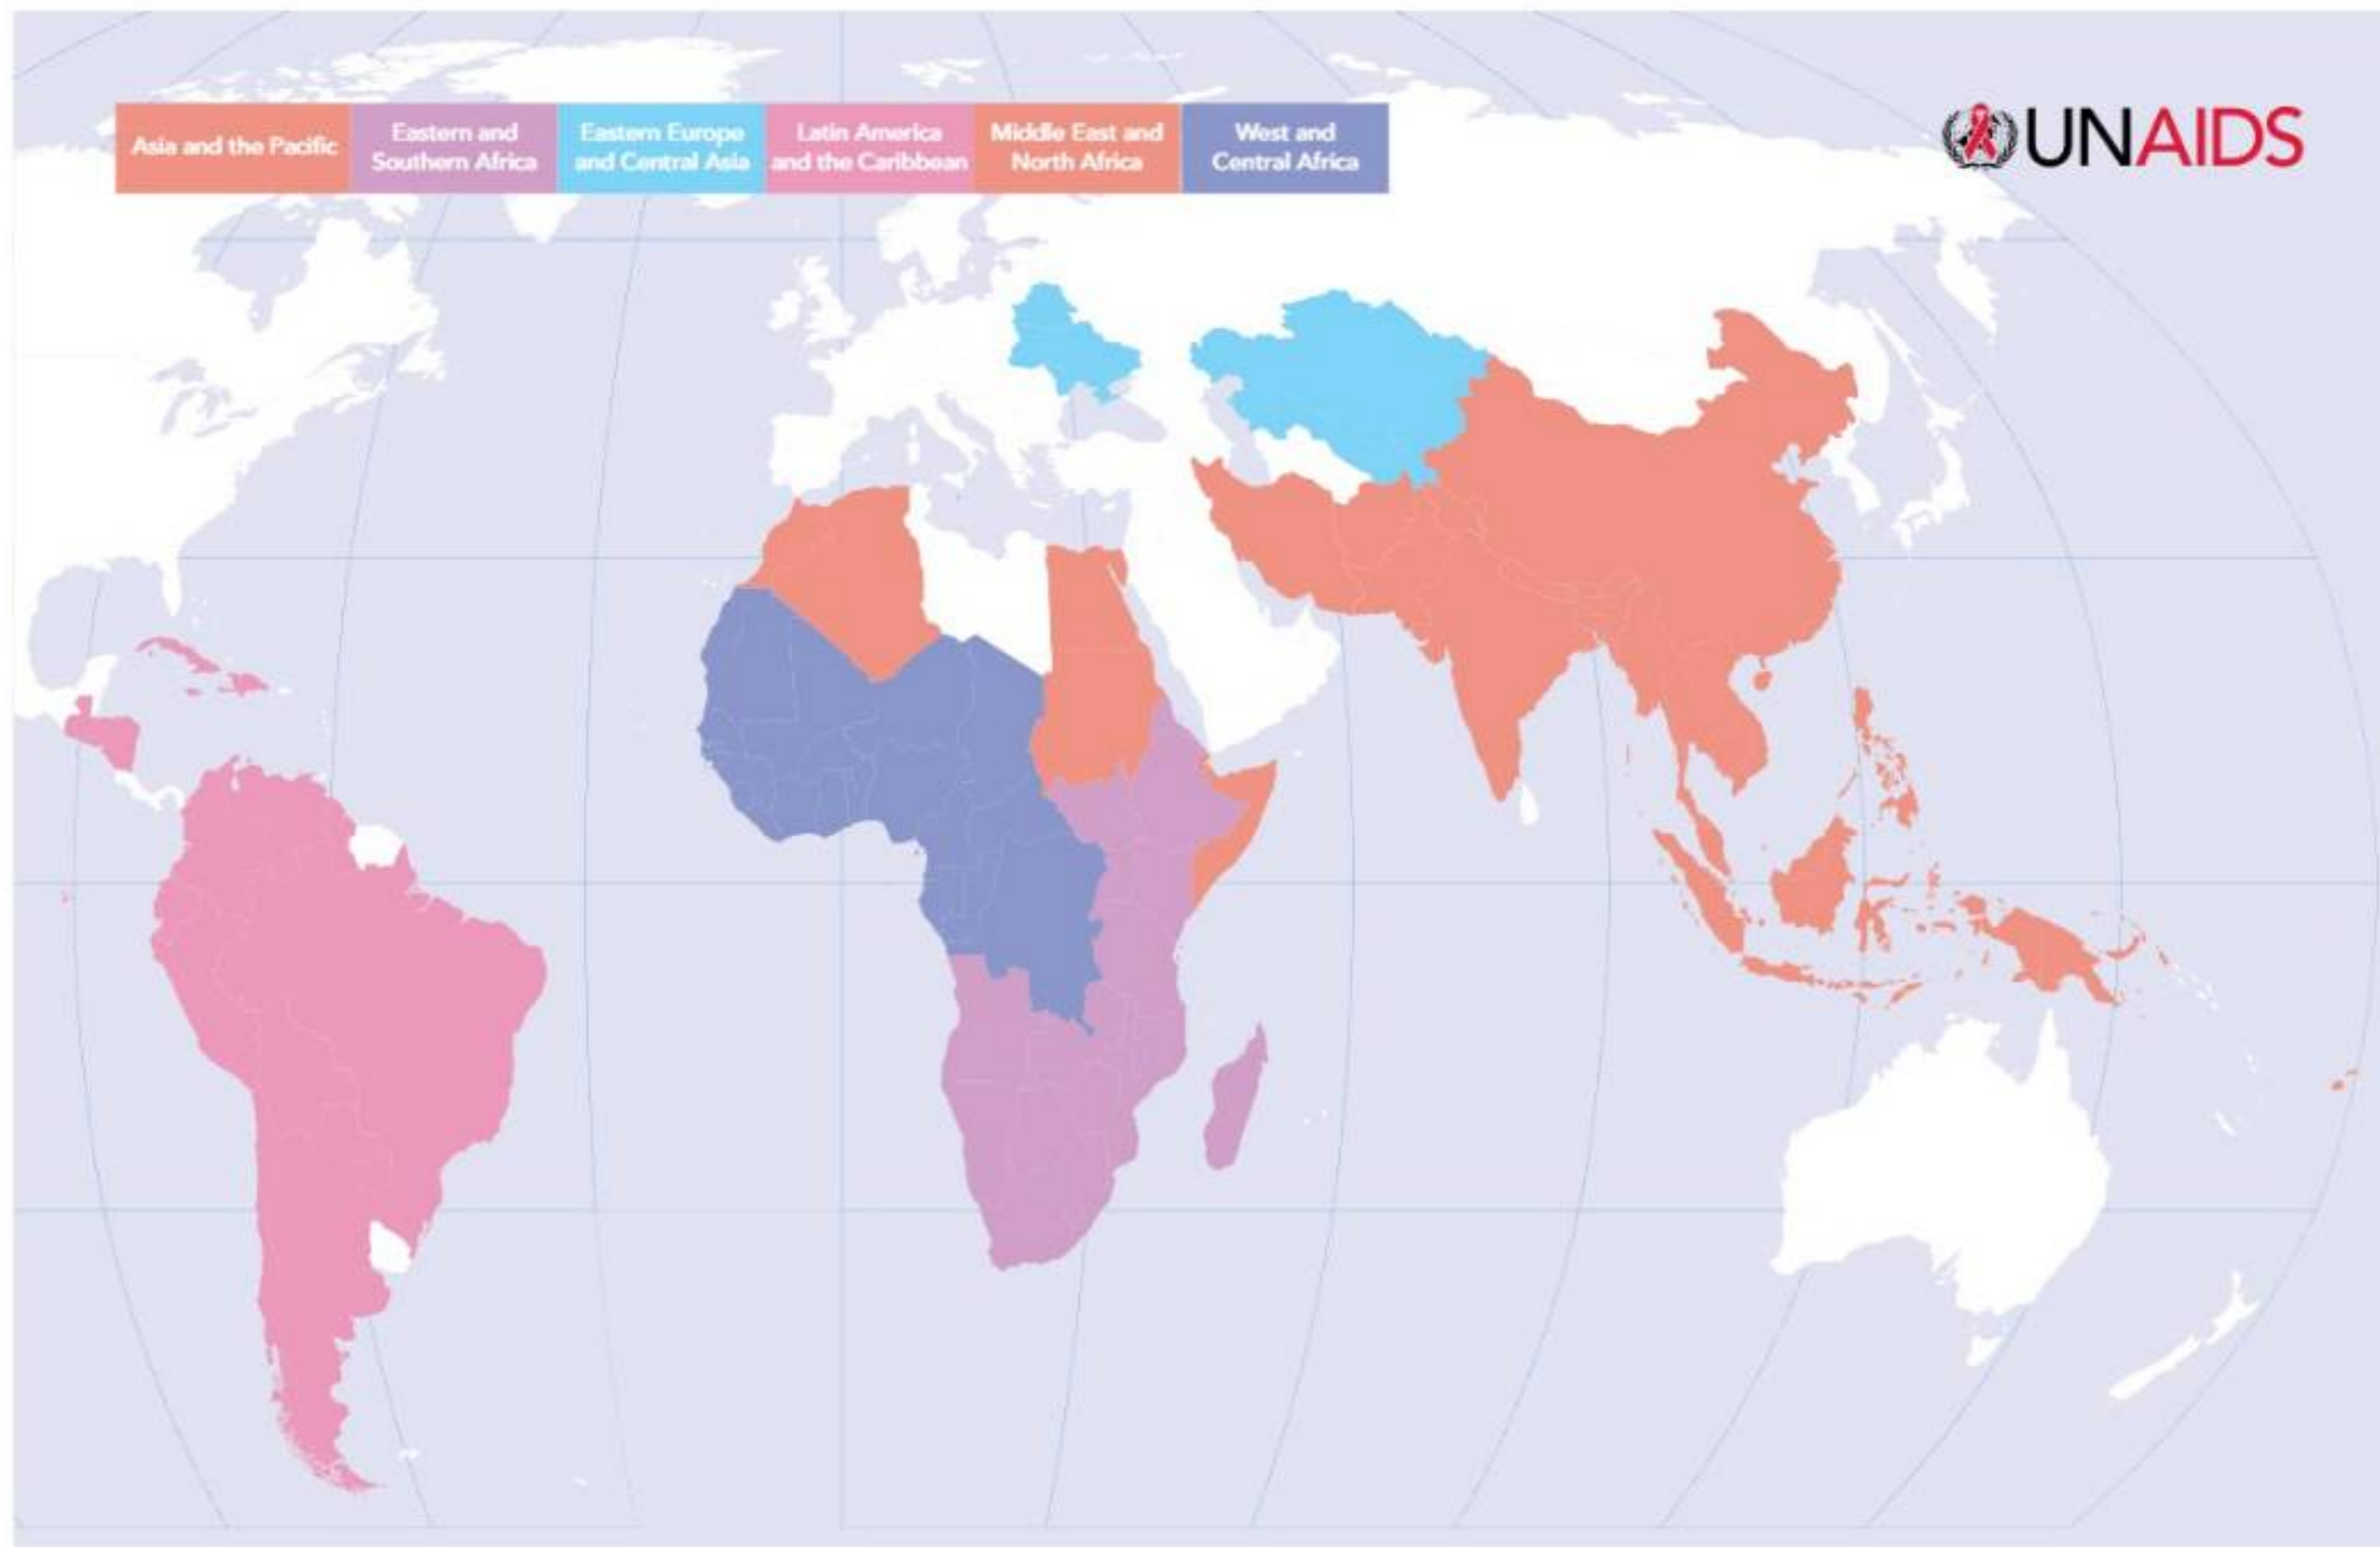 Asia and the Pacific
Eastern and
Southern Africa
Eastern Europe
and Central Asia
Latin America
and the Caribbean
Middle East and
North Africa
West and
Central Africa
UNAIDS